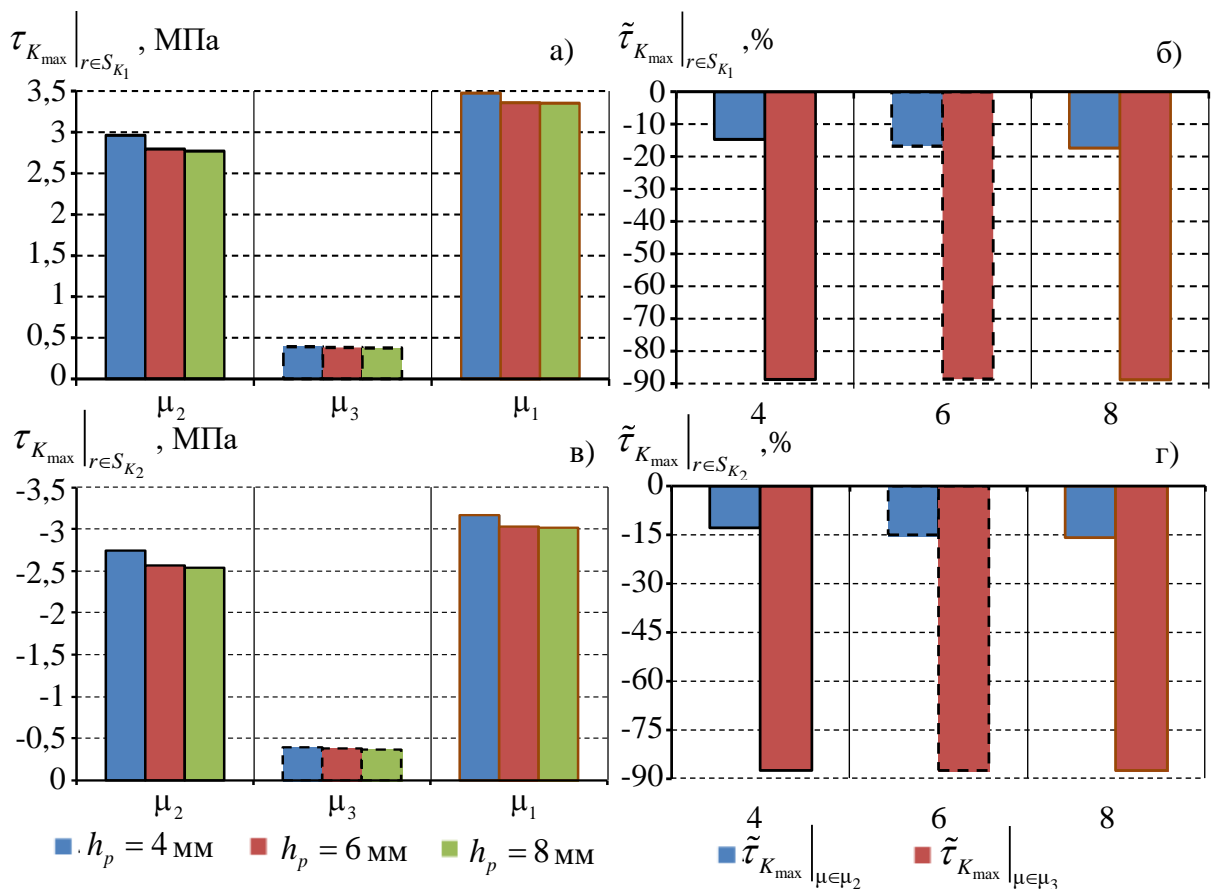 τ_{K_max}|_{r∈S_{K_1}} , МПа
а)
3,5
3
2,5
2
1,5
1
0,5
0
μ₂ μ₃ μ₁
τ̃_{K_max}|_{r∈S_{K_1}} ,%
б)
0
-10
-20
-30
-40
-50
-60
-70
-80
-90
4 6 8
τ_{K_max}|_{r∈S_{K_2}} , МПа
в)
-3,5
-3
-2,5
-2
-1,5
-1
-0,5
0
μ₂ μ₃ μ₁
h_p = 4 мм h_p = 6 мм h_p = 8 мм
τ̃_{K_max}|_{r∈S_{K_2}} ,%
г)
0
-15
-30
-45
-60
-75
-90
4 6 8
τ̃_{K_max}|_{μ∈μ₂} τ̃_{K_max}|_{μ∈μ₃}